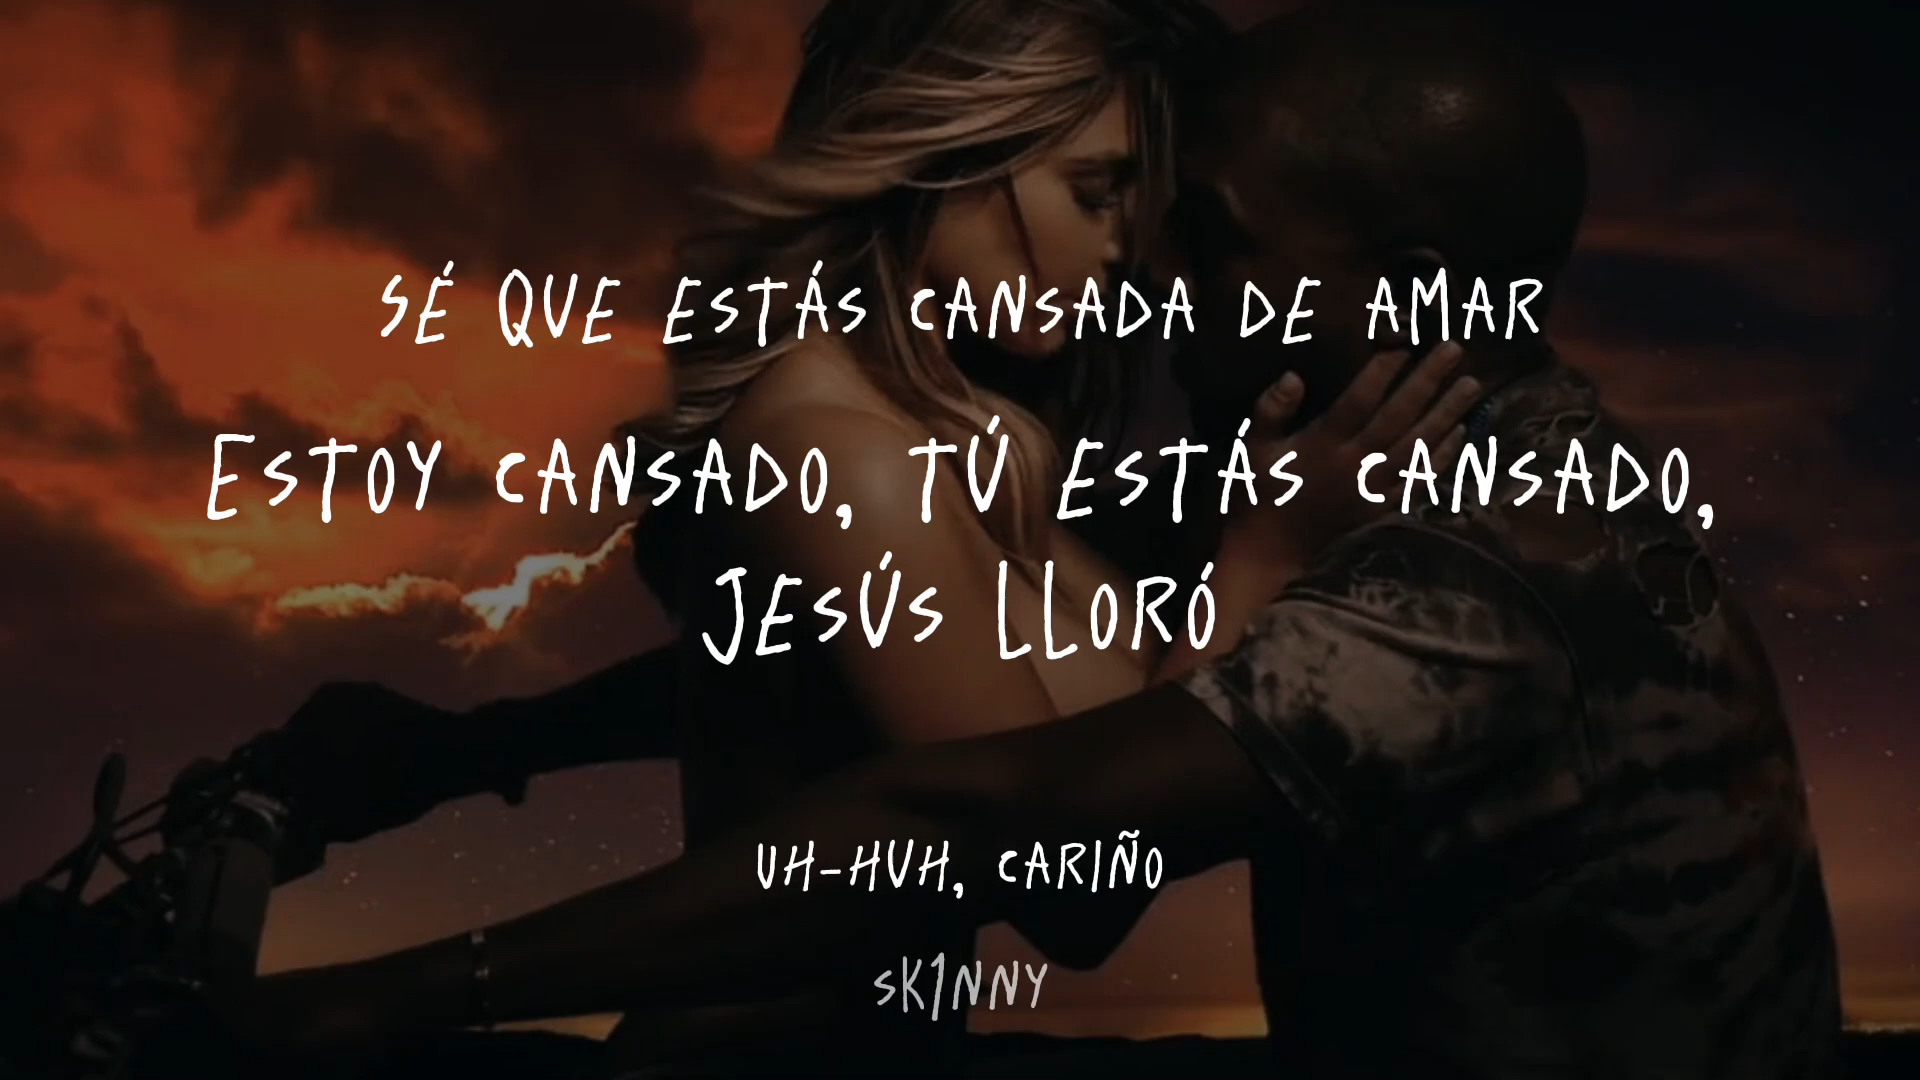 SÉ QUE ESTÁS CANSADA DE AMAR
ESTOY CANSADO, TÚ ESTÁS CANSADO,
JESÚS LLORÓ
UH-HUH, CARIÑO
SK1NNY